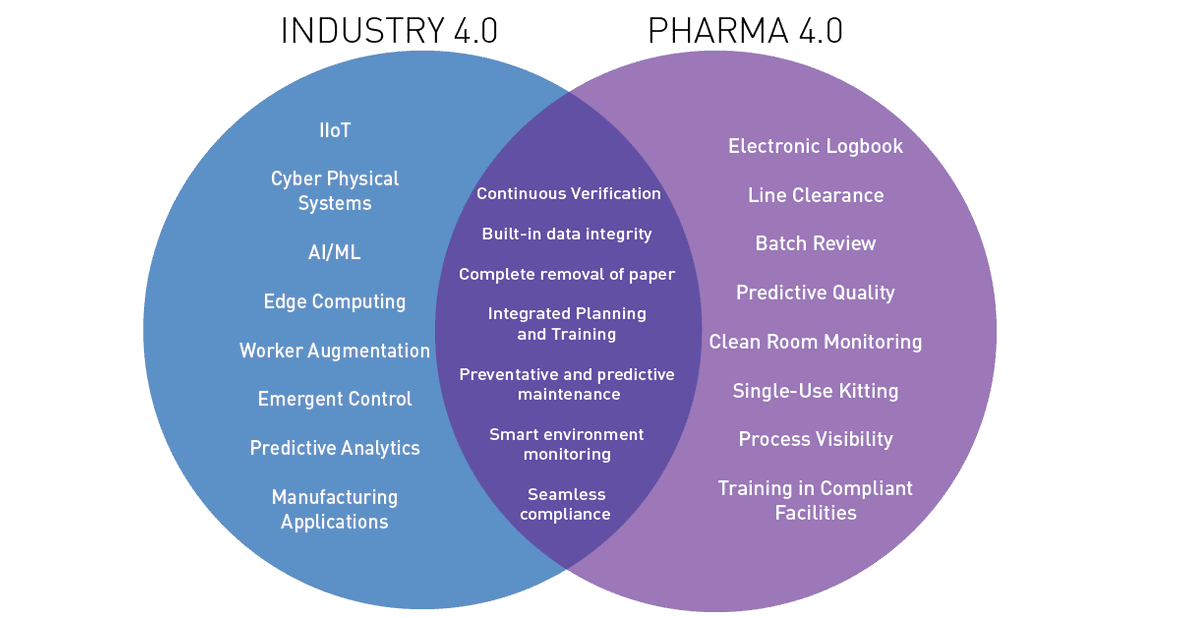 INDUSTRY 4.0
PHARMA 4.0
IIoT
Cyber Physical
Systems
AI/ML
Edge Computing
Worker Augmentation
Emergent Control
Predictive Analytics
Manufacturing
Applications
Continuous Verification
Built-in data integrity
Complete removal of paper
Integrated Planning
and Training
Preventative and predictive
maintenance
Smart environment
monitoring
Seamless
compliance
Electronic Logbook
Line Clearance
Batch Review
Predictive Quality
Clean Room Monitoring
Single-Use Kitting
Process Visibility
Training in Compliant
Facilities